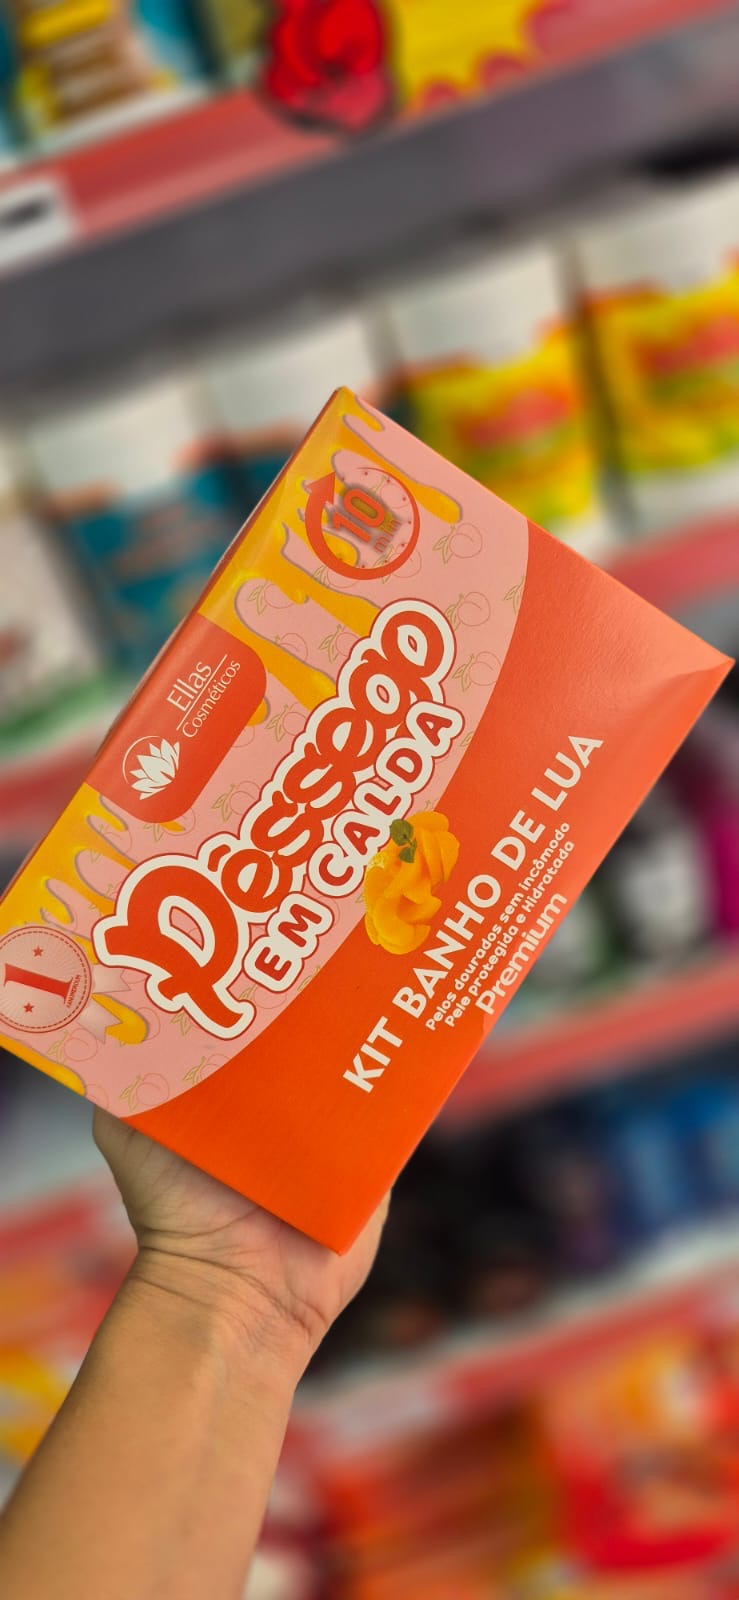 10
min
Ellas
Cosméticos
Pêssego
EM CALDA
KIT BANHO DE LUA
Pelos dourados sem incômodo
Pele protegida e Hidratada
Premium
1